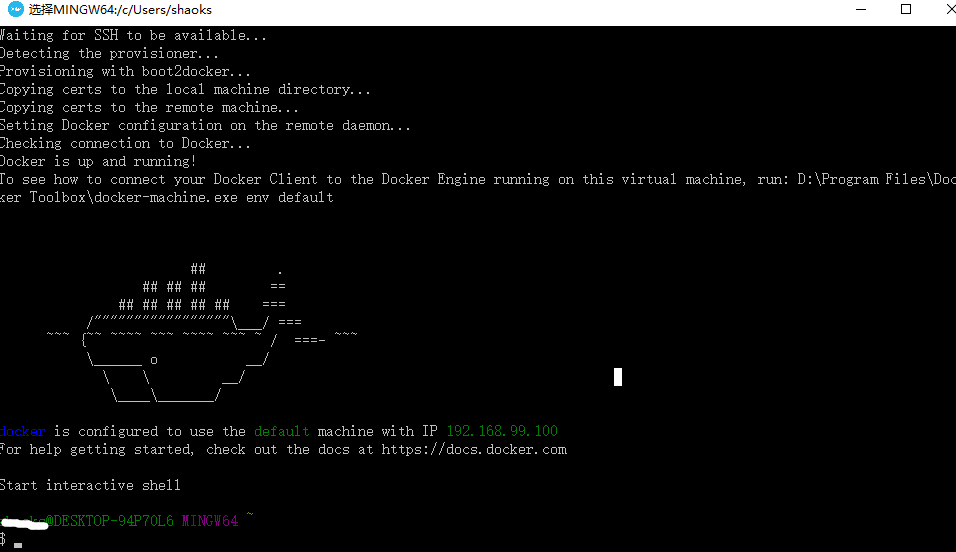 选择MINGW64:/c/Users/shaoks
Waiting for SSH to be available...
Detecting the provisioner...
Provisioning with boot2docker...
Copying certs to the local machine directory...
Copying certs to the remote machine...
Setting Docker configuration on the remote daemon...
Checking connection to Docker...
Docker is up and running!
To see how to connect your Docker Client to the Docker Engine running on this virtual machine, run: D:\Program Files\Doc
ker Toolbox\docker-machine.exe env default
                        ##         .
                  ## ## ##        ==
               ## ## ## ## ##    ===
           /"""""""""""""""""\___/ ===
      ~~~ {~~ ~~~~ ~~~ ~~~~ ~~~ ~ /  ===- ~~~
           \______ o           __/
             \    \         __/
              \____\_______/
docker is configured to use the default machine with IP 192.168.99.100
For help getting started, check out the docs at https://docs.docker.com
Start interactive shell
@DESKTOP-94P7OL6 MINGW64 ~
$